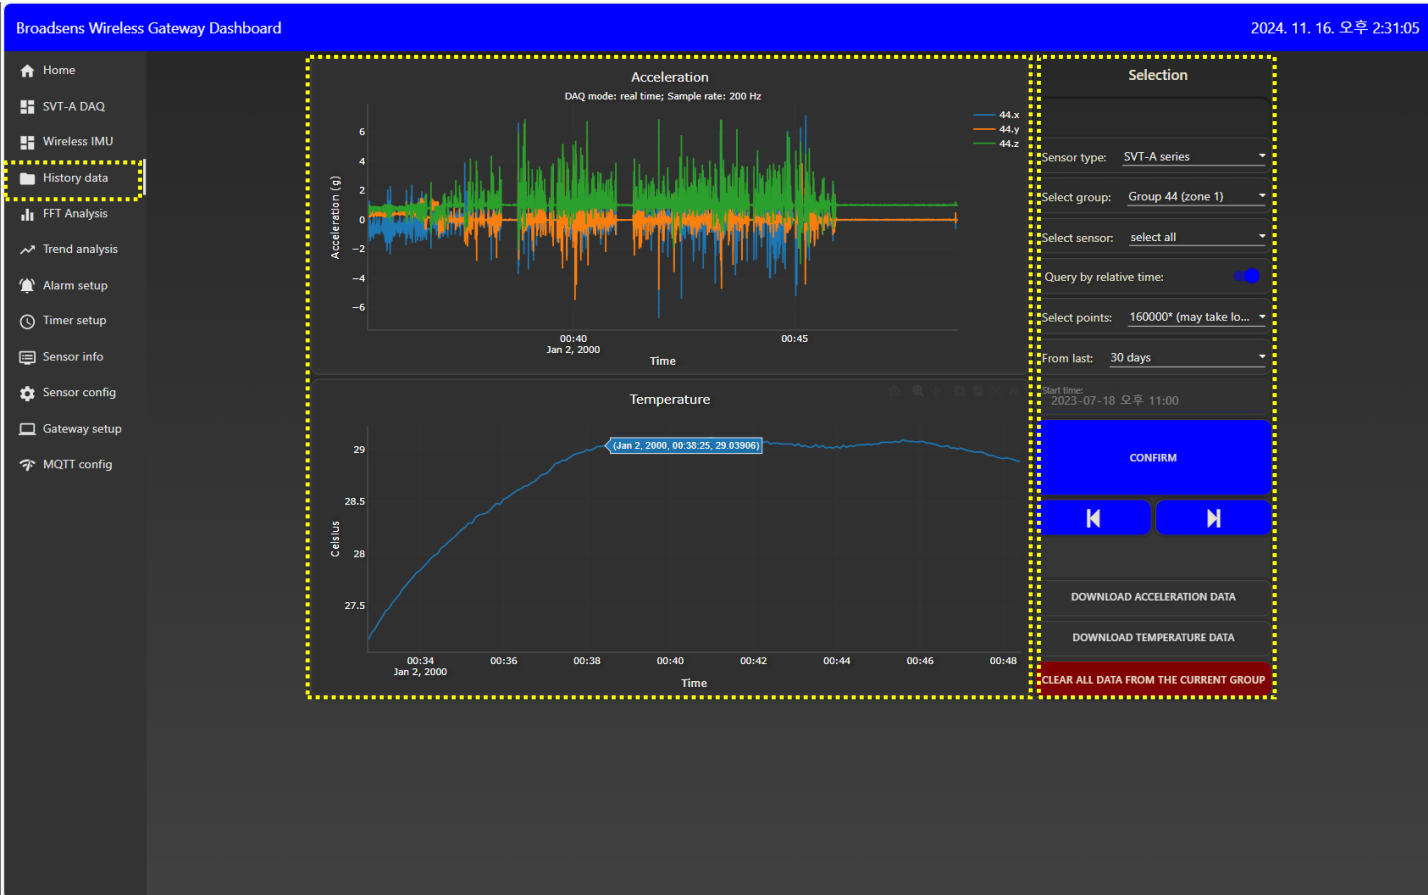 Broadsens Wireless Gateway Dashboard
2024. 11. 16. 오후 2:31:05
Home
SVT-A DAQ
Wireless IMU
History data
FFT Analysis
Trend analysis
Alarm setup
Timer setup
Sensor info
Sensor config
Gateway setup
MQTT config
Acceleration
DAQ mode: real time; Sample rate: 200 Hz
44.x
44.y
44.z
Acceleration (g)
6
4
2
0
−2
−4
−6
00:40
Jan 2, 2000
00:45
Time
Temperature
(Jan 2, 2000, 00:38:25, 29.03906)
Celsius
29
28.5
28
27.5
00:34
Jan 2, 2000
00:36
00:38
00:40
00:42
00:44
00:46
00:48
Time
Selection
Sensor type: SVT-A series
Select group: Group 44 (zone 1)
Select sensor: select all
Query by relative time:
Select points: 160000* (may take lo...
From last: 30 days
Start time:
2023-07-18 오후 11:00
CONFIRM
DOWNLOAD ACCELERATION DATA
DOWNLOAD TEMPERATURE DATA
CLEAR ALL DATA FROM THE CURRENT GROUP